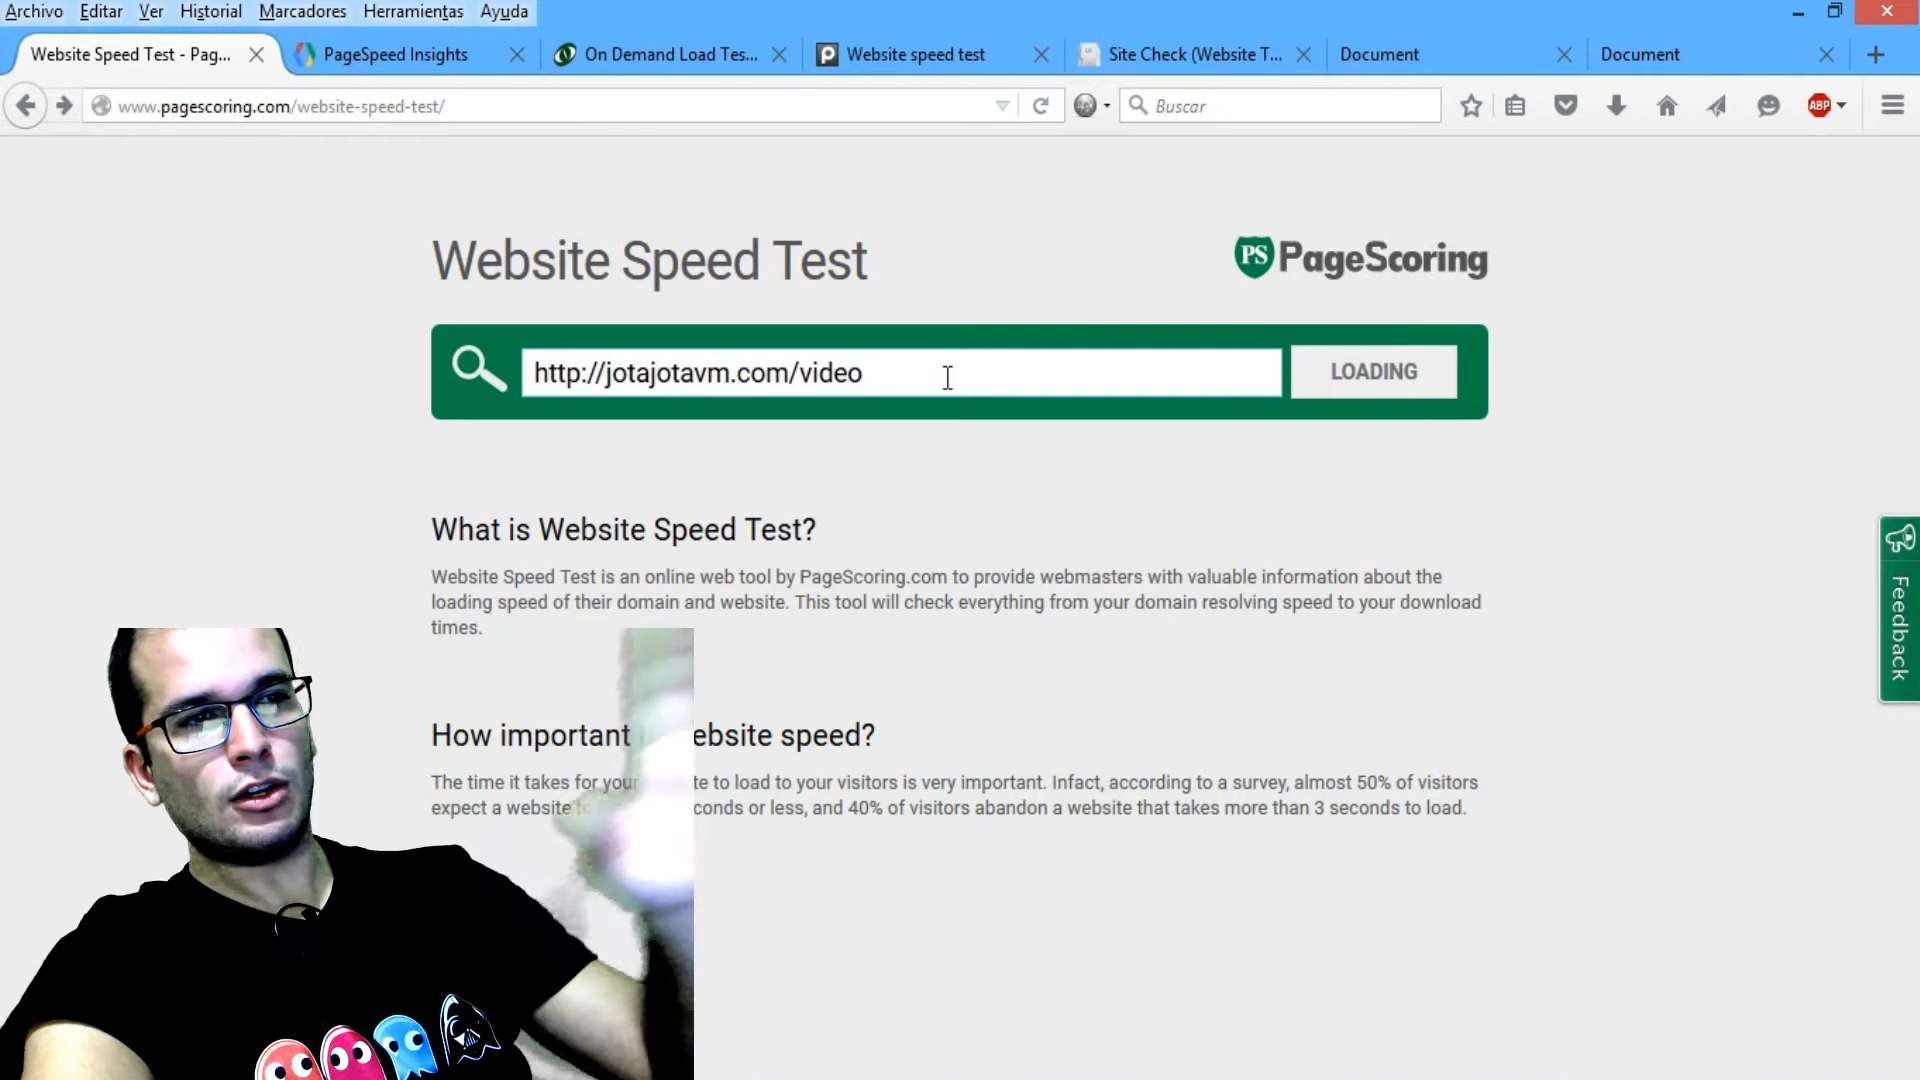 Archivo Editar Ver Historial Marcadores Herramientas Ayuda
Website Speed Test - Pag... PageSpeed Insights On Demand Load Tes... Website speed test Site Check (Website T... Document Document
www.pagescoring.com/website-speed-test/ Buscar ABP
Website Speed Test
PS PageScoring
http://jotajotavm.com/video LOADING
What is Website Speed Test?
Website Speed Test is an online web tool by PageScoring.com to provide webmasters with valuable information about the
loading speed of their domain and website. This tool will check everything from your domain resolving speed to your download
times.
Feedback
How important ebsite speed?
The time it takes for your te to load to your visitors is very important. Infact, according to a survey, almost 50% of visitors
expect a website conds or less, and 40% of visitors abandon a website that takes more than 3 seconds to load.